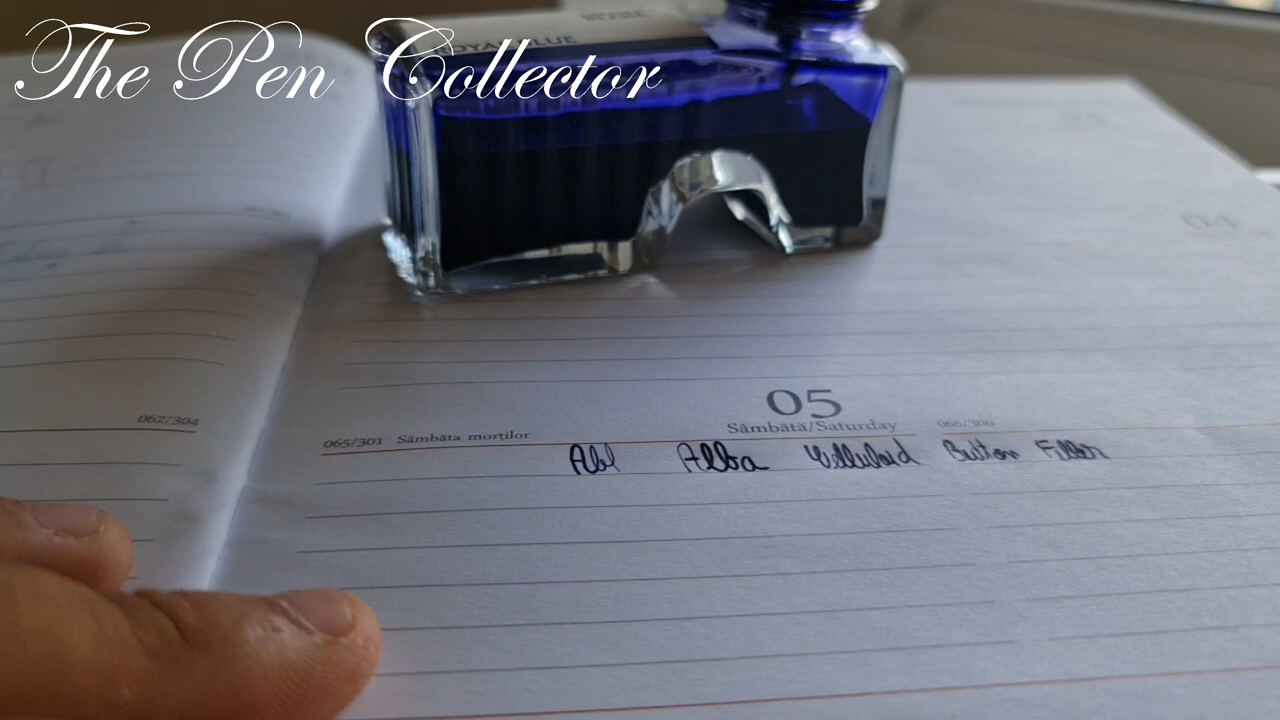 The Pen Collector
ROYAL BLUE
04
062/304
05
065/301 Sâmbăta morților
Sâmbătă/Saturday
066/300
Abl Alba Celluloid Button Filler